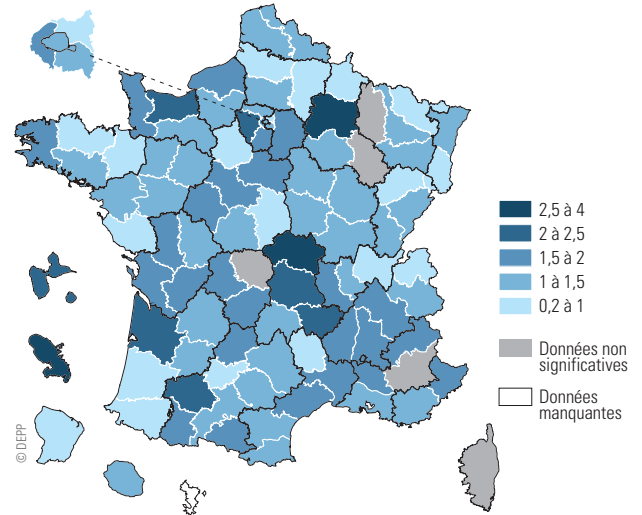 2,5 à 4
2 à 2,5
1,5 à 2
1 à 1,5
0,2 à 1
Données non
significatives
Données
manquantes
© DEPP